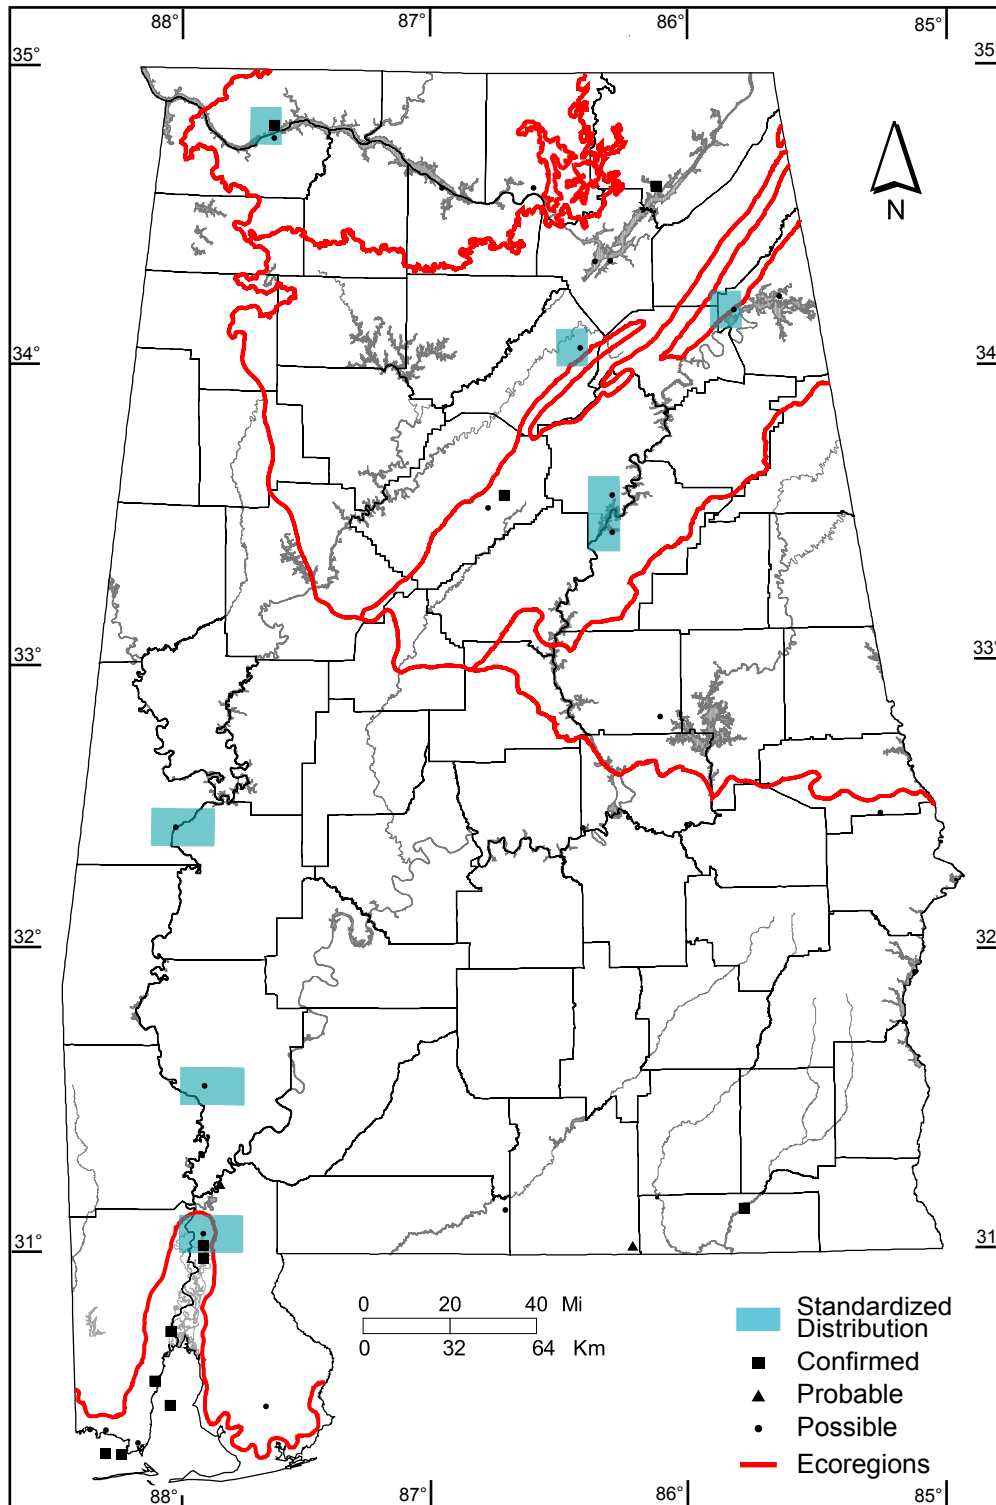 88° 87° 86° 85°
35° 35°
N
34° 34
33° 33
32° 32
31° 31
0 20 40 Mi
0 32 64 Km
Standardized
Distribution
Confirmed
Probable
Possible
Ecoregions
88° 87° 86° 85°